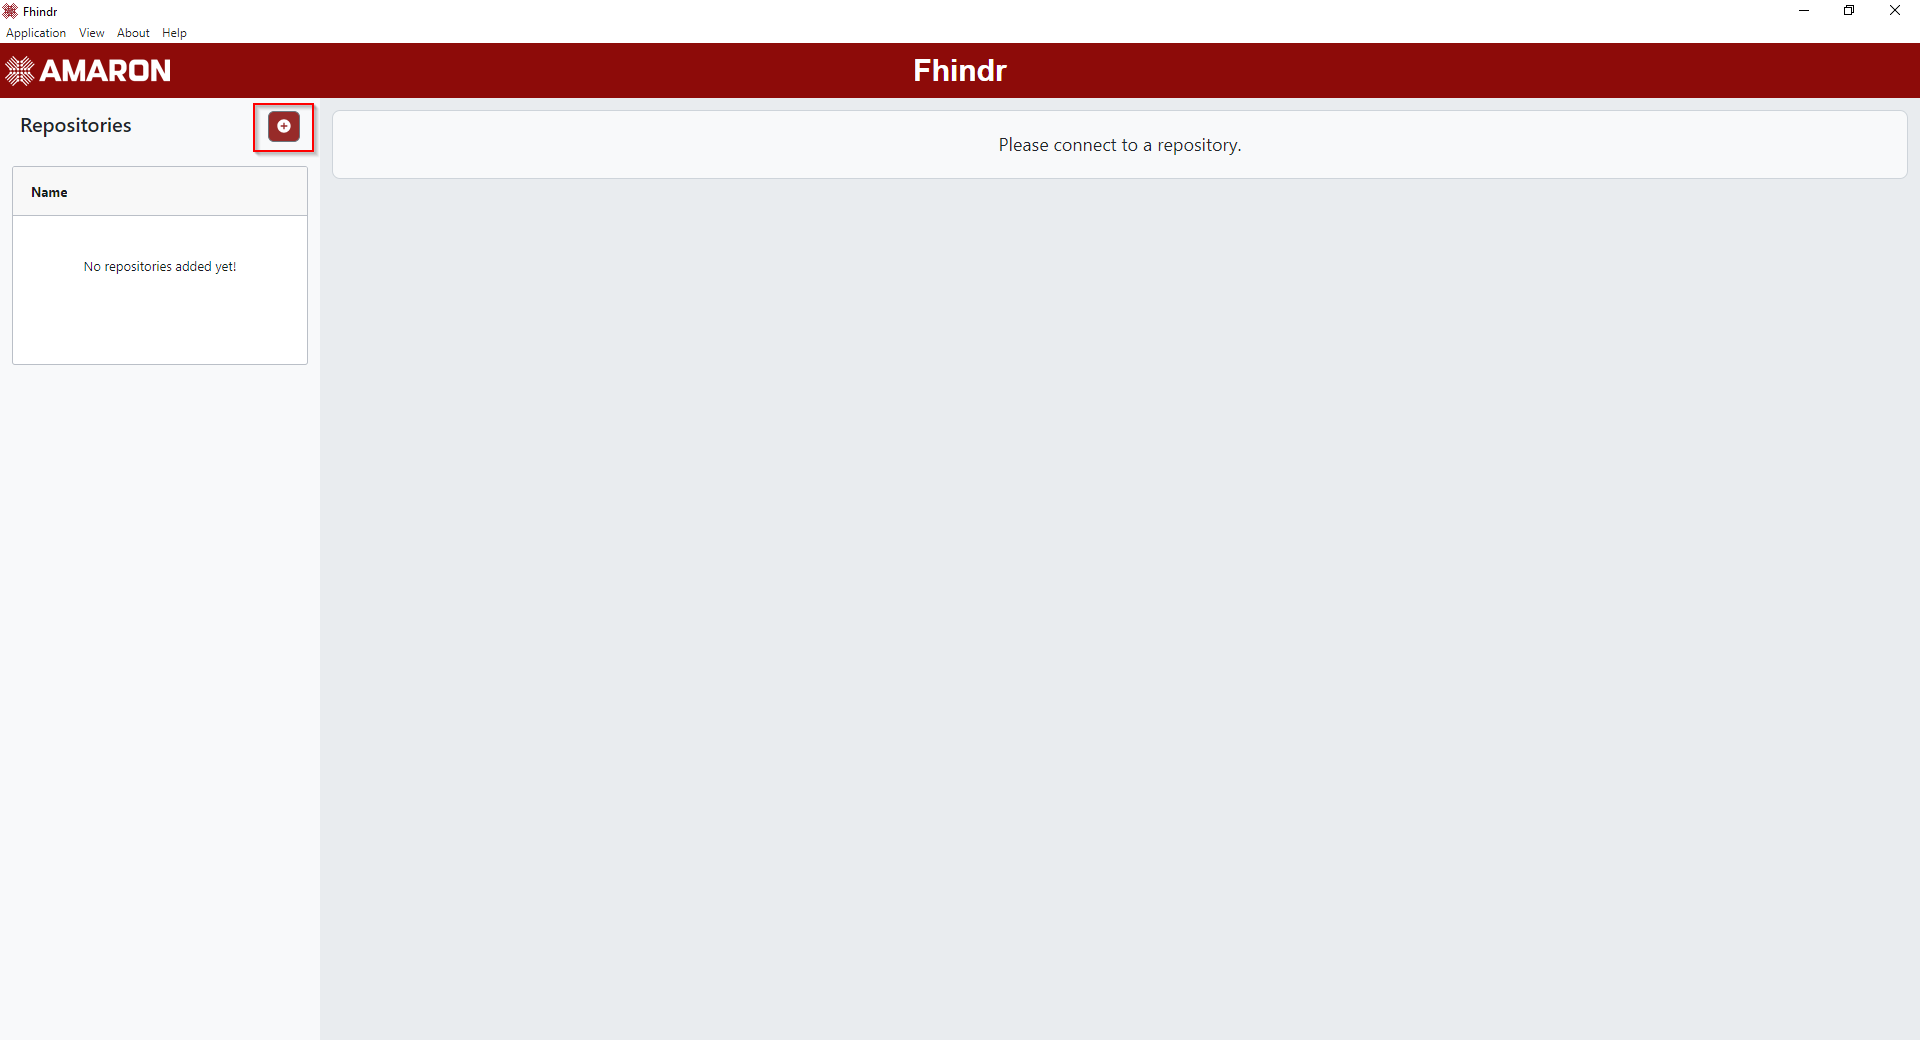 Fhindr
Application View About Help
AMARON
Fhindr
Repositories
Please connect to a repository.
Name
No repositories added yet!